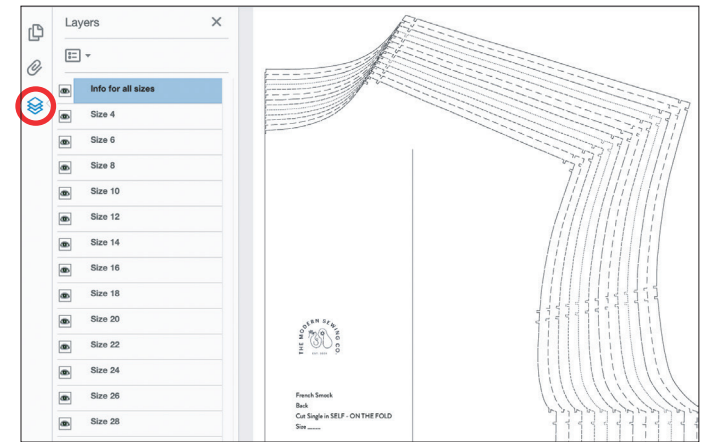 Layers
Info for all sizes
Size 4
Size 6
Size 8
Size 10
Size 12
Size 14
Size 16
Size 18
Size 20
Size 22
Size 24
Size 26
Size 28
THE MODERN SEWING CO.
French Smock
Back
Cut Single in SELF - ON THE FOLD
Size ______